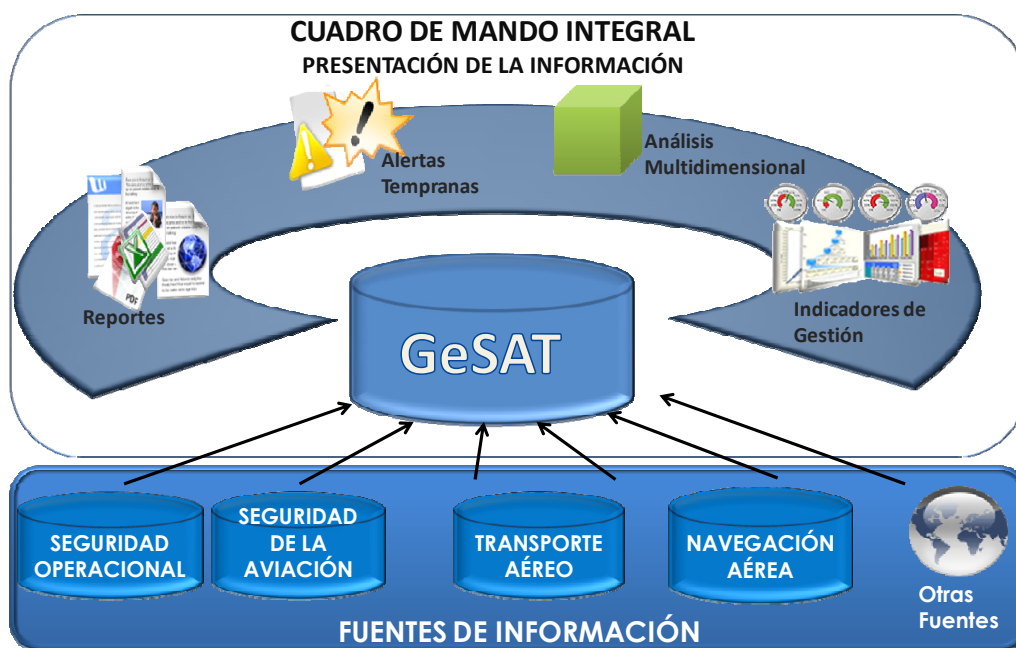 CUADRO DE MANDO INTEGRAL
PRESENTACIÓN DE LA INFORMACIÓN
Alertas
Tempranas
Análisis
Multidimensional
PDF
Reportes
Indicadores de
Gestión
GeSAT
SEGURIDAD
OPERACIONAL
SEGURIDAD
DE LA
AVIACIÓN
TRANSPORTE
AÉREO
NAVEGACIÓN
AÉREA
Otras
Fuentes
FUENTES DE INFORMACIÓN